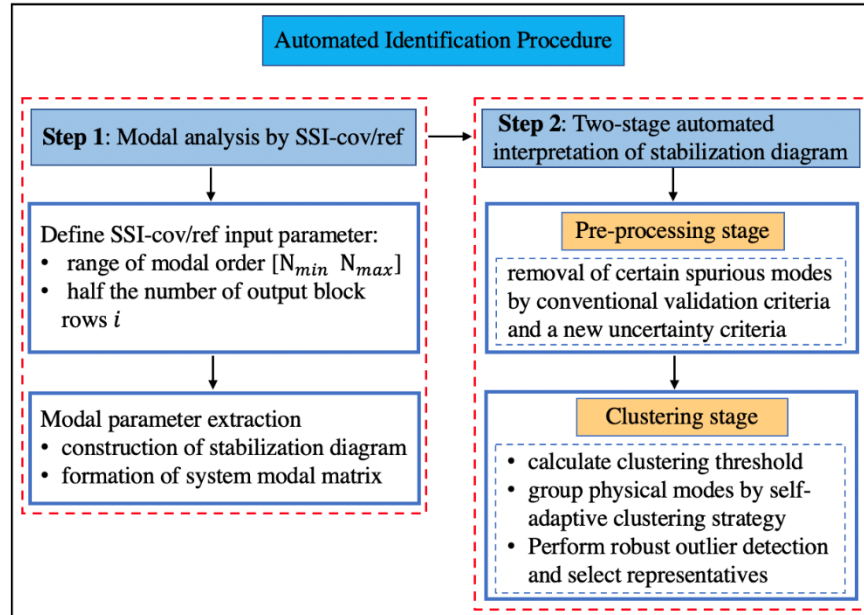 Automated Identification Procedure
Step 1: Modal analysis by SSI-cov/ref
Define SSI-cov/ref input parameter:
• range of modal order [N_min N_max]
• half the number of output block
rows i
Modal parameter extraction
• construction of stabilization diagram
• formation of system modal matrix
Step 2: Two-stage automated
interpretation of stabilization diagram
Pre-processing stage
removal of certain spurious modes
by conventional validation criteria
and a new uncertainty criteria
Clustering stage
• calculate clustering threshold
• group physical modes by self-
adaptive clustering strategy
• Perform robust outlier detection
and select representatives